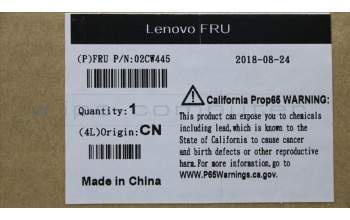 Lenovo FRU
(P)FRU P/N:02CW445
2018-08-24
Quantity:1
(4L)Origin:CN
Made in China
California Prop65 WARNING:
This product can expose you to chemicals
including lead,which is known to the
State of California to cause cancer
and birth defects or other reproductive
harm.For more information,go to
WWW.P65Warnings.ca.gov.